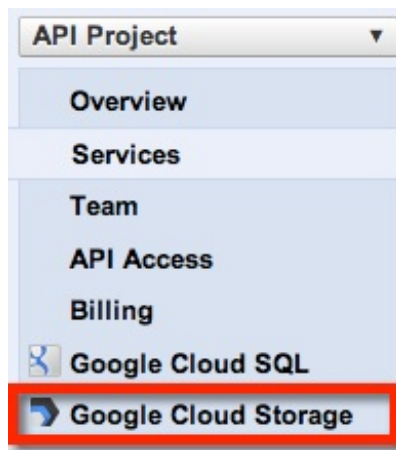 API Project
Overview
Services
Team
API Access
Billing
Google Cloud SQL
Google Cloud Storage